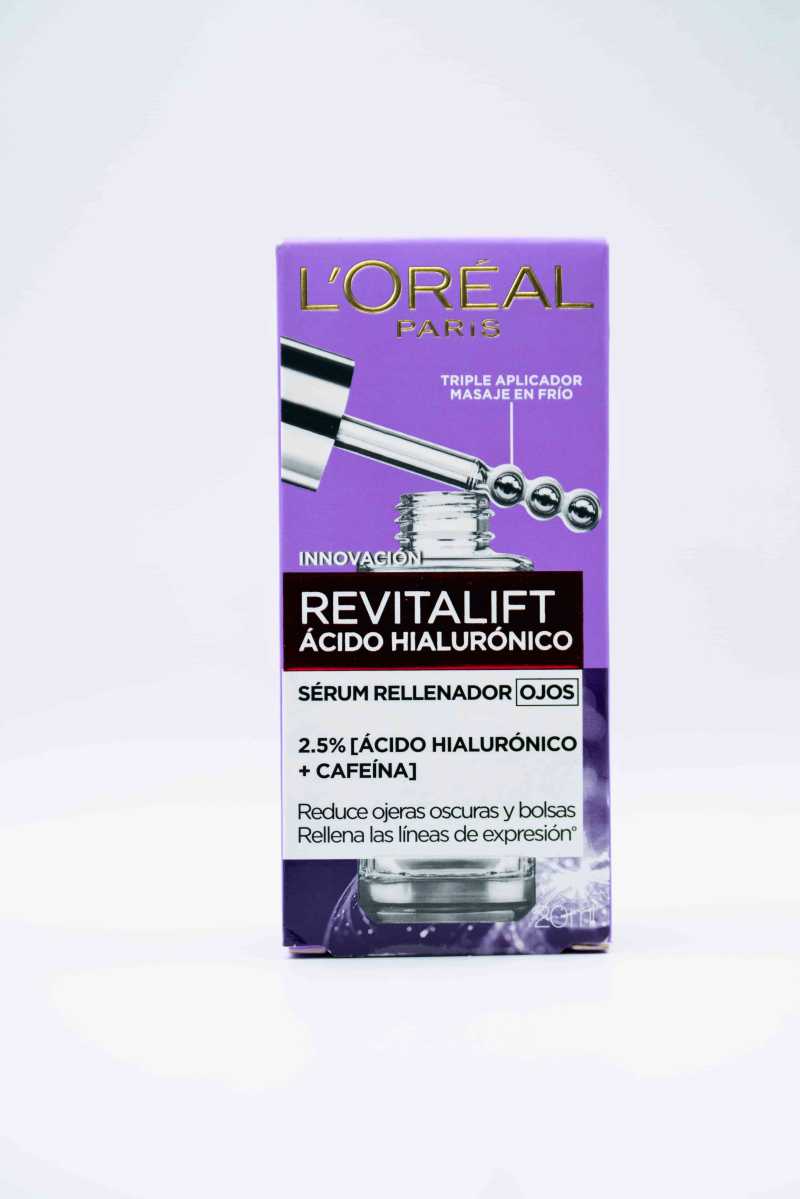 L'ORÉAL
PARIS
TRIPLE APLICADOR
MASAJE EN FRÍO
INNOVACIÓN
REVITALIFT
ÁCIDO HIALURÓNICO
SÉRUM RELLENADOR OJOS
2.5% [ÁCIDO HIALURÓNICO
+ CAFEÍNA]
Reduce ojeras oscuras y bolsas
Rellena las líneas de expresión°
20ml